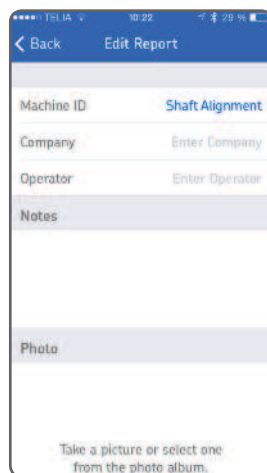 TELIA 10:22 29 %
Back Edit Report
Machine ID Shaft Alignment
Company Enter Company
Operator Enter Operator
Notes
Photo
Take a picture or select one
from the photo album.